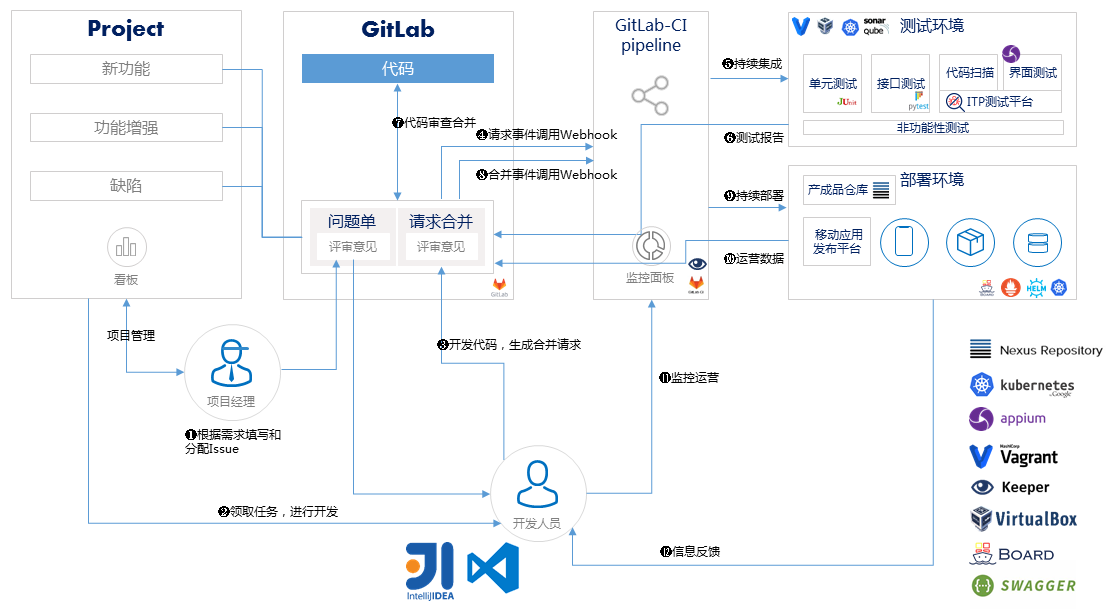 Project
新功能
功能增强
缺陷
看板
项目管理
项目经理
❶根据需求填写和
分配Issue
❷领取任务，进行开发
GitLab
代码
❼代码审查合并
❹请求事件调用Webhook
❽合并事件调用Webhook
问题单
评审意见
请求合并
评审意见
GitLab
❸开发代码，生成合并请求
开发人员
IntellijIDEA
GitLab-CI
pipeline
监控面板
⓫监控运营
⓬信息反馈
❺持续集成
❻测试报告
❾持续部署
❿运营数据
sonar
qube
测试环境
单元测试
JUnit
接口测试
pytest
代码扫描
界面测试
ITP测试平台
非功能性测试
产成品仓库
部署环境
移动应用
发布平台
BOARD
HELM
Nexus Repository
kubernetes
by Google
appium
HashiCorp
Vagrant
Keeper
VirtualBox
BOARD
SWAGGER